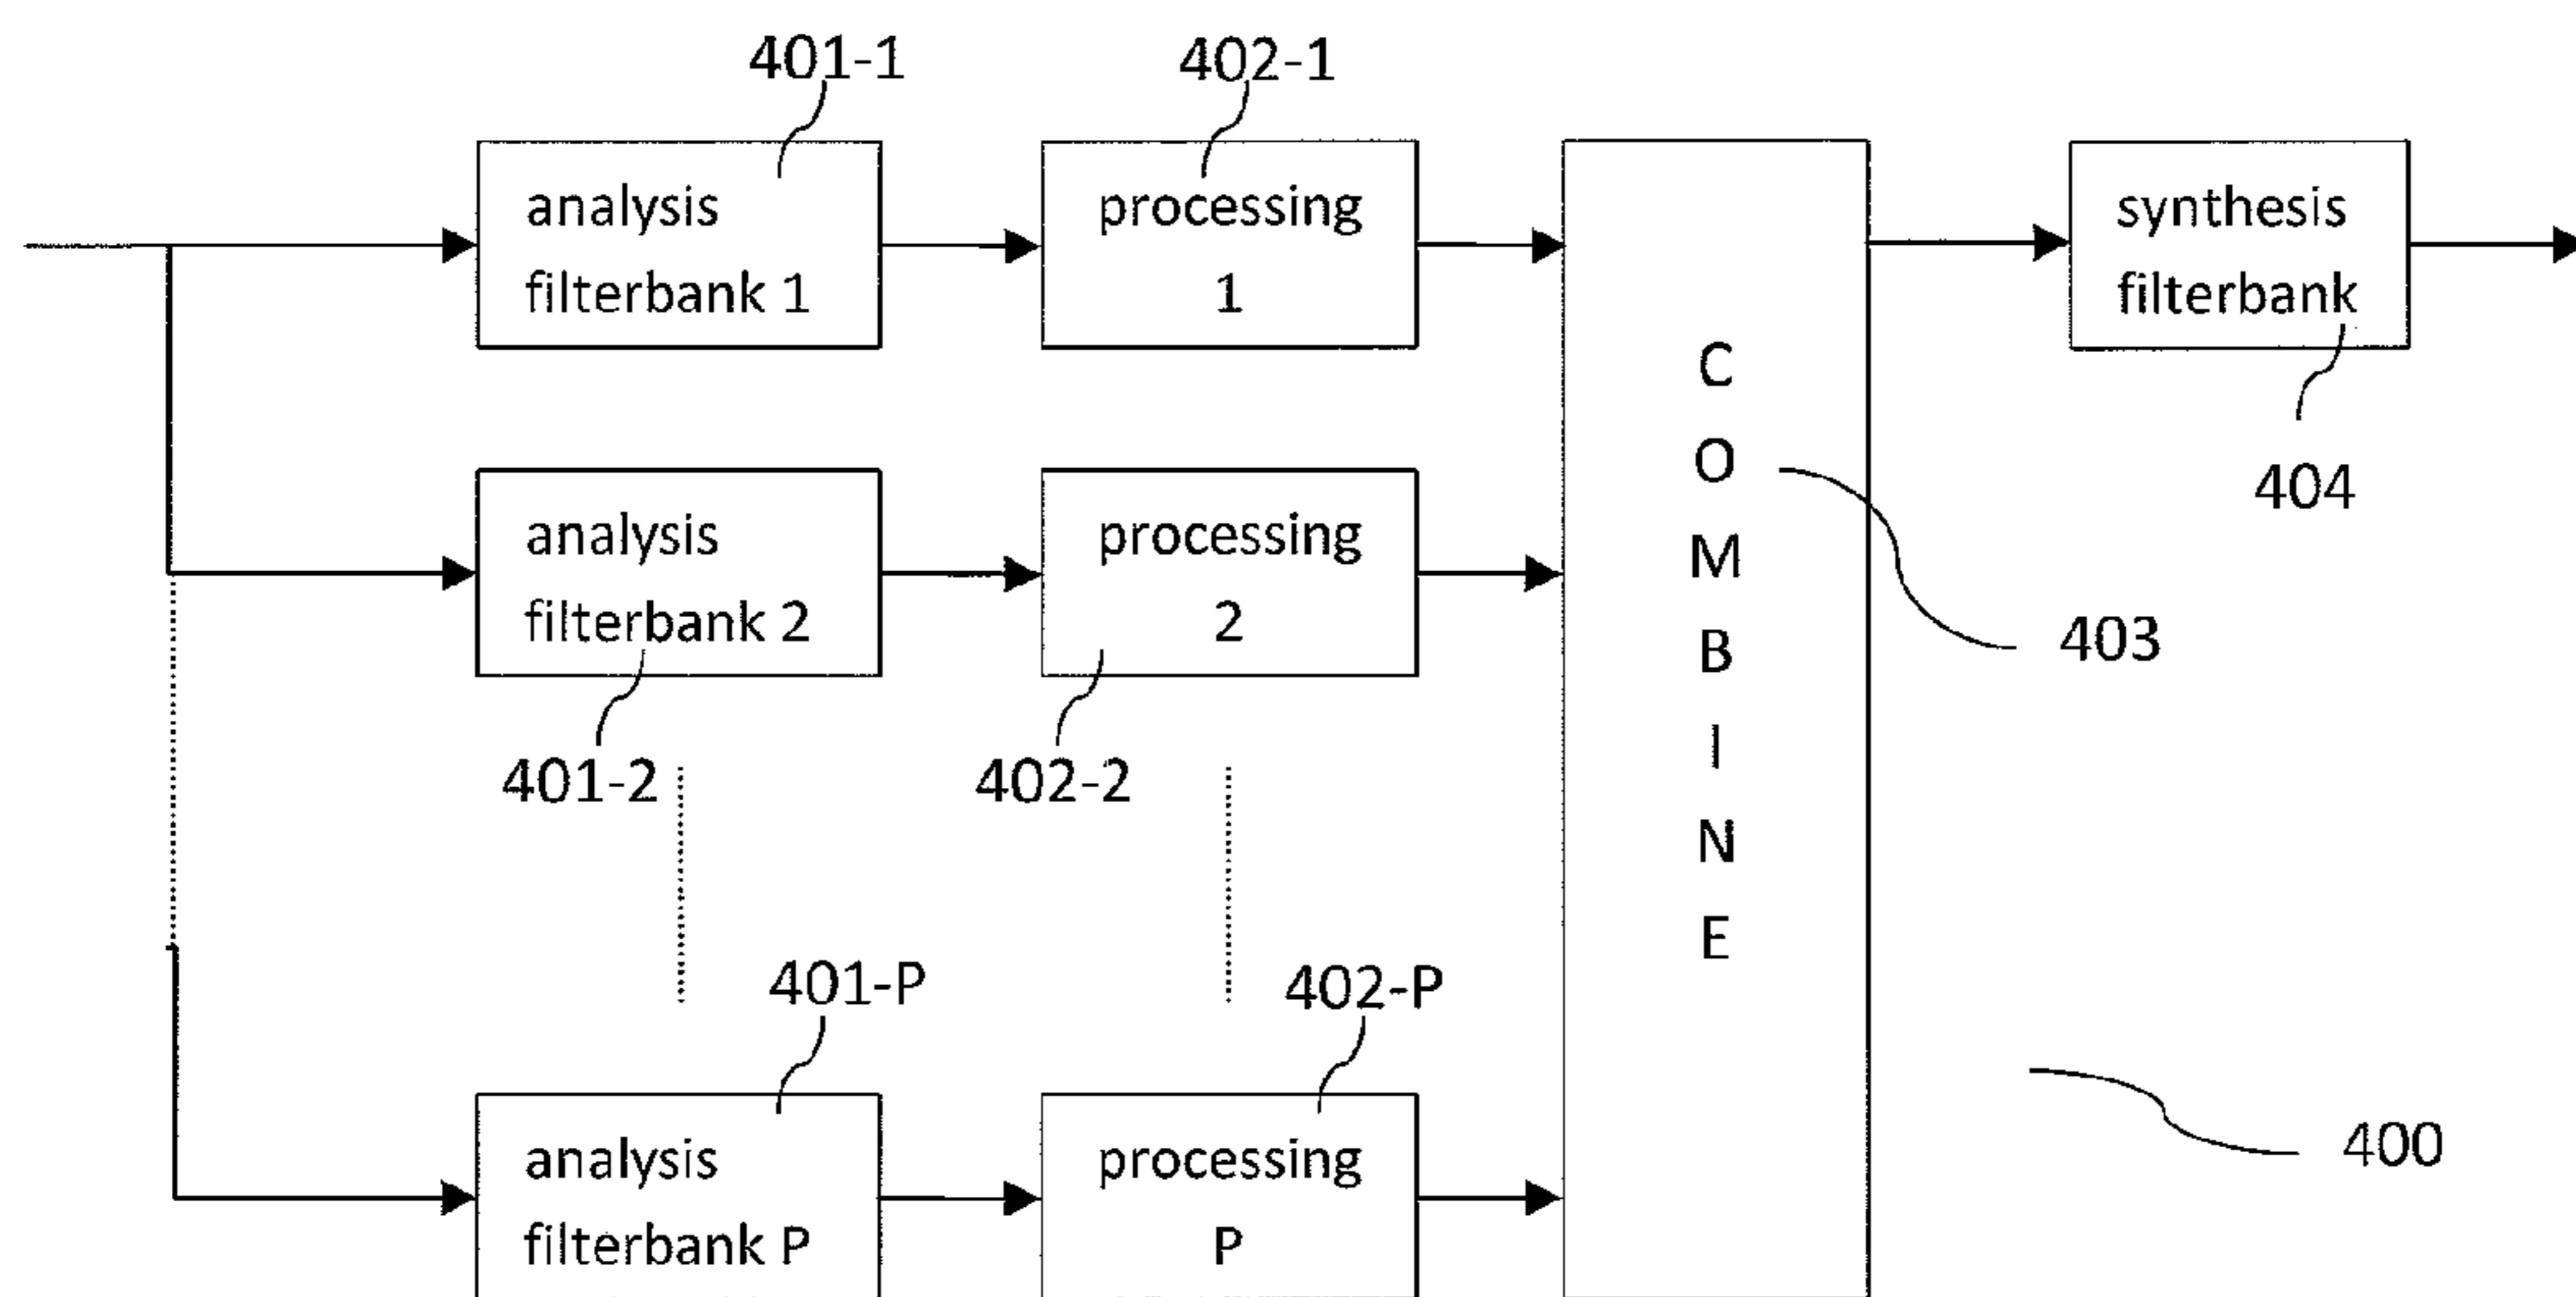 401-1
402-1
analysis
filterbank 1
processing
1
synthesis
filterbank
404
C
O
M
B
I
N
E
403
analysis
filterbank 2
processing
2
401-2
402-2
401-P
402-P
analysis
filterbank P
processing
P
400